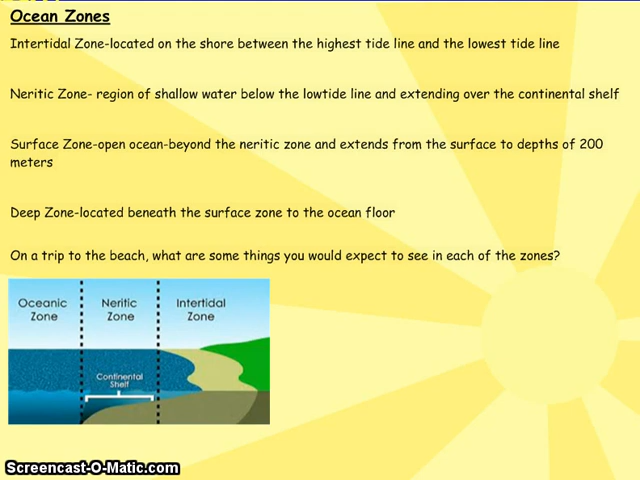 Ocean Zones
Intertidal Zone-located on the shore between the highest tide line and the lowest tide line
Neritic Zone- region of shallow water below the lowtide line and extending over the continental shelf
Surface Zone-open ocean-beyond the neritic zone and extends from the surface to depths of 200
meters
Deep Zone-located beneath the surface zone to the ocean floor
On a trip to the beach, what are some things you would expect to see in each of the zones?
Oceanic Zone
Neritic Zone
Intertidal Zone
Continental
Shelf
Screencast-O-Matic.com